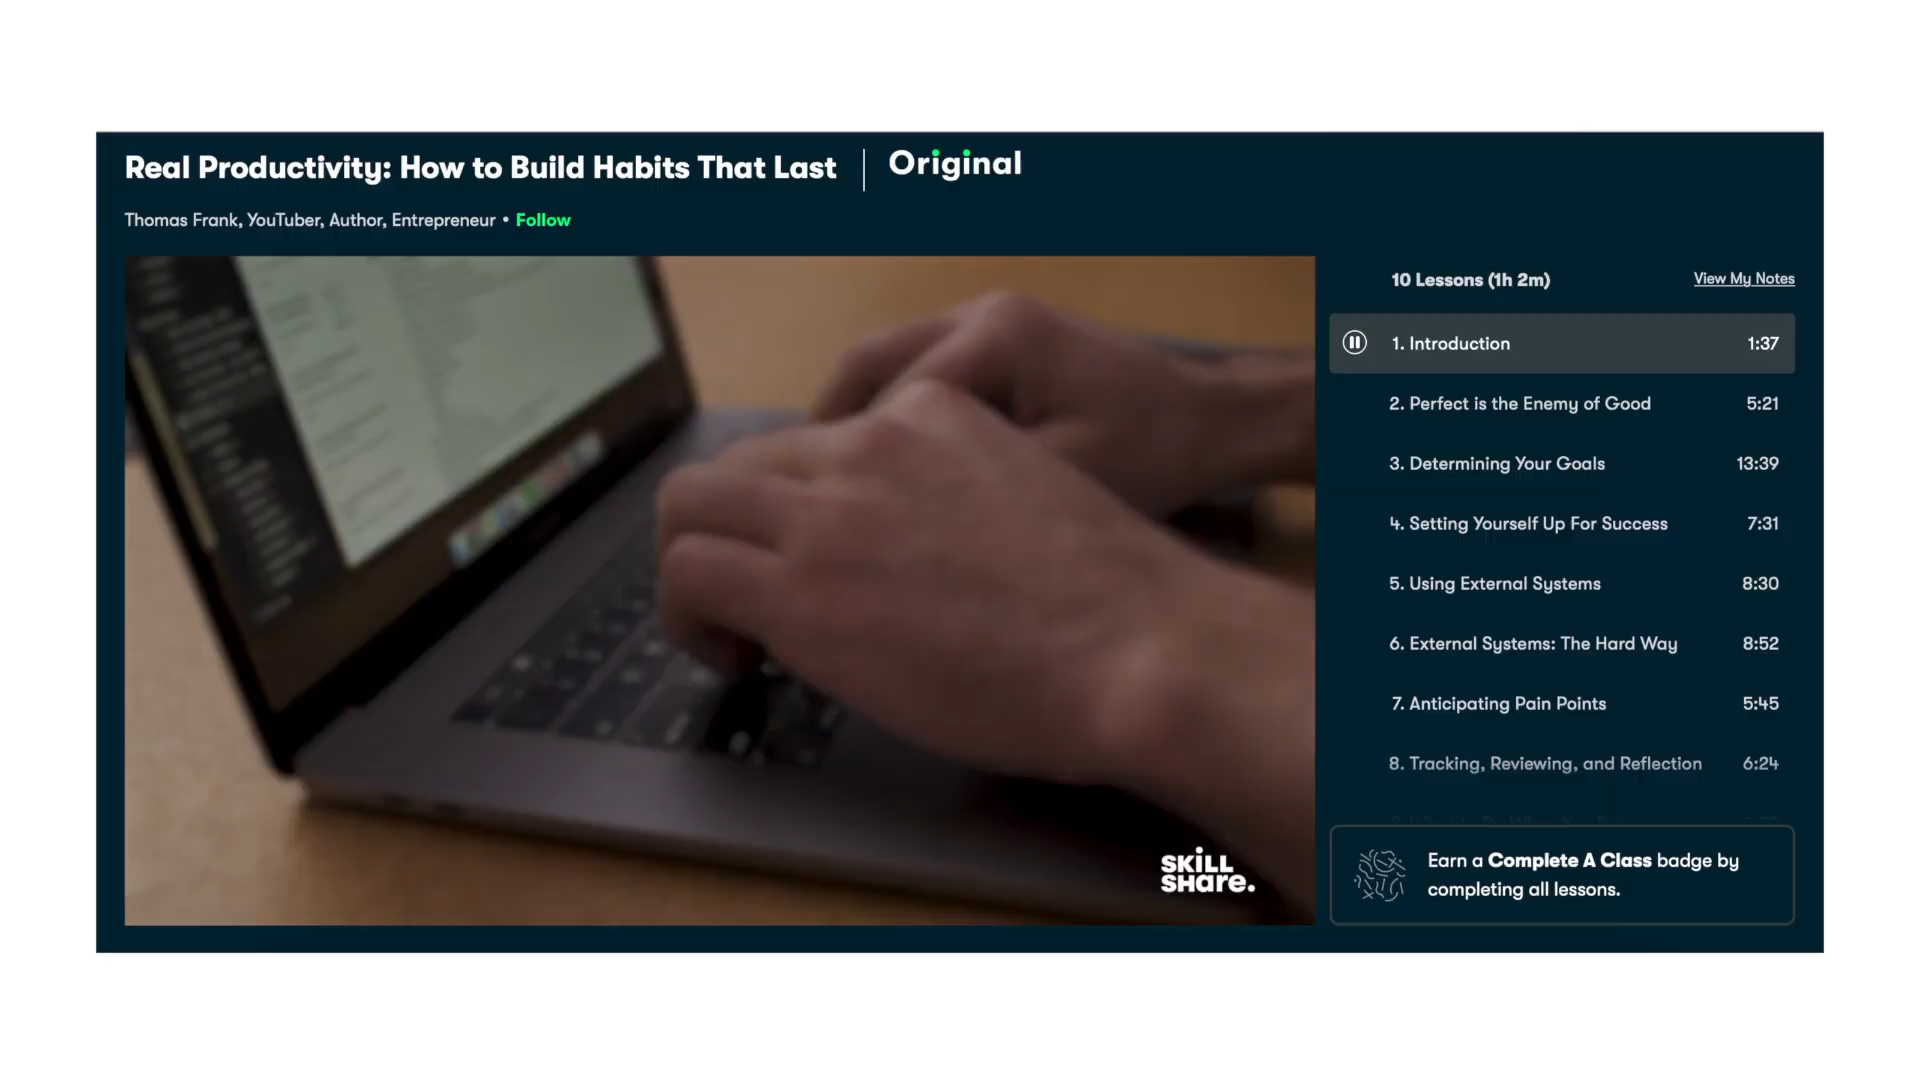 Real Productivity: How to Build Habits That Last
Original
Thomas Frank, YouTuber, Author, Entrepreneur • Follow
10 Lessons (1h 2m)
View My Notes
1. Introduction 1:37
2. Perfect is the Enemy of Good 5:21
3. Determining Your Goals 13:39
4. Setting Yourself Up For Success 7:31
5. Using External Systems 8:30
6. External Systems: The Hard Way 8:52
7. Anticipating Pain Points 5:45
8. Tracking, Reviewing, and Reflection 6:24
Earn a Complete A Class badge by
completing all lessons.
SKiLL
SHare.